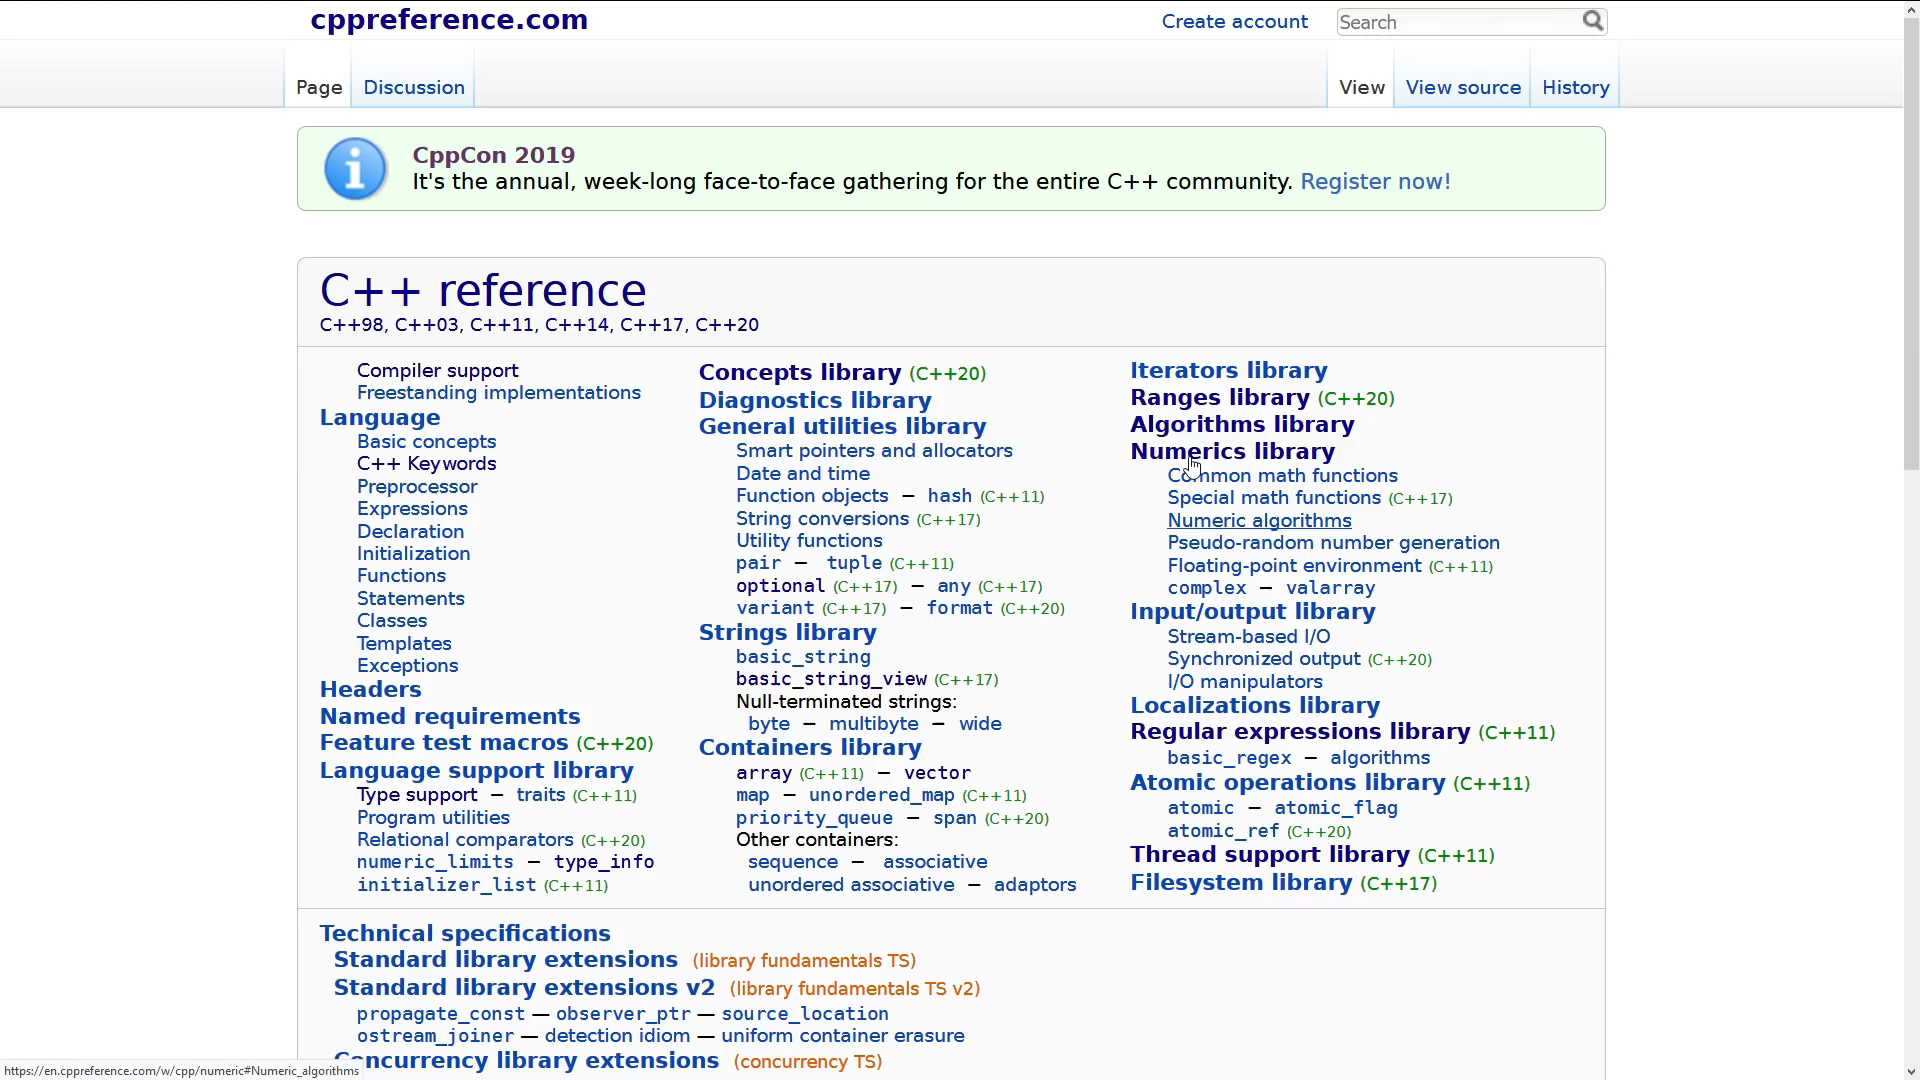 cppreference.com
Create account
Search
Page
Discussion
View
View source
History
CppCon 2019
It's the annual, week-long face-to-face gathering for the entire C++ community. Register now!
C++ reference
C++98, C++03, C++11, C++14, C++17, C++20
Compiler support
Freestanding implementations
Language
Basic concepts
C++ Keywords
Preprocessor
Expressions
Declaration
Initialization
Functions
Statements
Classes
Templates
Exceptions
Headers
Named requirements
Feature test macros (C++20)
Language support library
Type support − traits (C++11)
Program utilities
Relational comparators (C++20)
numeric_limits − type_info
initializer_list (C++11)
Concepts library (C++20)
Diagnostics library
General utilities library
Smart pointers and allocators
Date and time
Function objects − hash (C++11)
String conversions (C++17)
Utility functions
pair − tuple (C++11)
optional (C++17) − any (C++17)
variant (C++17) − format (C++20)
Strings library
basic_string
basic_string_view (C++17)
Null-terminated strings:
byte − multibyte − wide
Containers library
array (C++11) − vector
map − unordered_map (C++11)
priority_queue − span (C++20)
Other containers:
sequence − associative
unordered associative − adaptors
Iterators library
Ranges library (C++20)
Algorithms library
Numerics library
Common math functions
Special math functions (C++17)
Numeric algorithms
Pseudo-random number generation
Floating-point environment (C++11)
complex − valarray
Input/output library
Stream-based I/O
Synchronized output (C++20)
I/O manipulators
Localizations library
Regular expressions library (C++11)
basic_regex − algorithms
Atomic operations library (C++11)
atomic − atomic_flag
atomic_ref (C++20)
Thread support library (C++11)
Filesystem library (C++17)
Technical specifications
Standard library extensions (library fundamentals TS)
Standard library extensions v2 (library fundamentals TS v2)
propagate_const — observer_ptr — source_location
ostream_joiner — detection idiom — uniform container erasure
Concurrency library extensions (concurrency TS)
https://en.cppreference.com/w/cpp/numeric#Numeric_algorithms